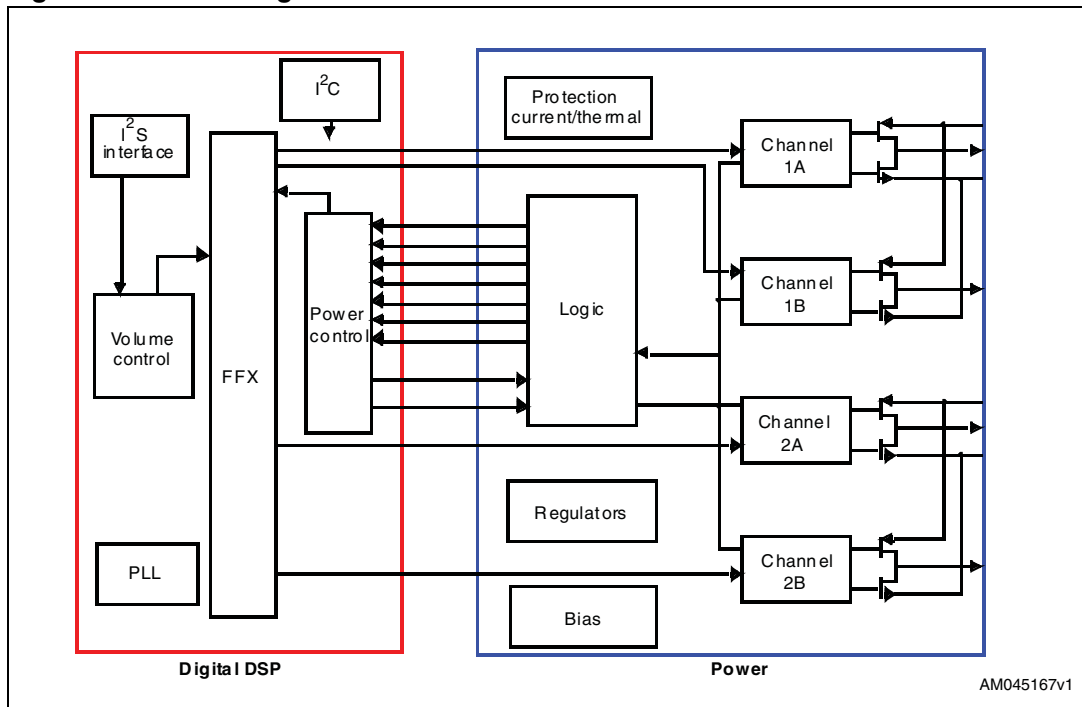 I2C
I2S
interface
Volume
control
FFX
Power
control
PLL
Digital DSP
Protection
current/thermal
Logic
Regulators
Bias
Channel
1A
Channel
1B
Channel
2A
Channel
2B
Power
AM045167v1